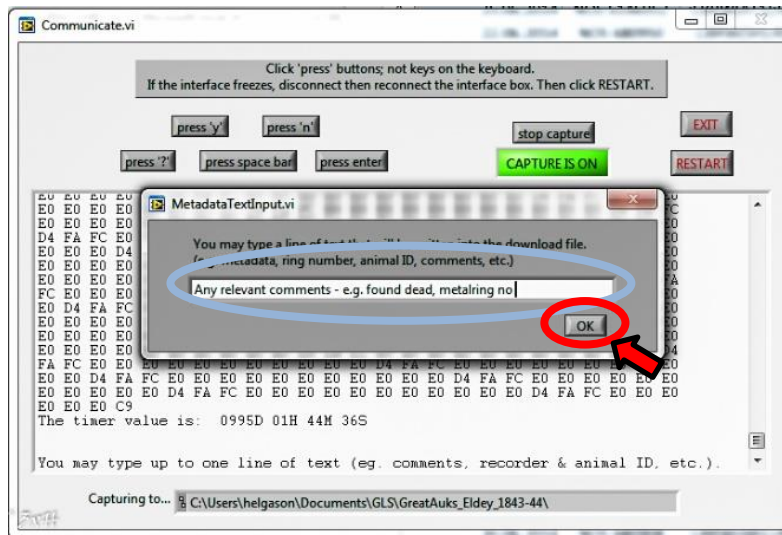 Communicate.vi
Click 'press' buttons; not keys on the keyboard.
If the interface freezes, disconnect then reconnect the interface box. Then click RESTART.
press 'y' press 'n' stop capture EXIT
press '?' press space bar press enter CAPTURE IS ON RESTART
E0 E0 E0 E0
E0 E0 E0 E0
D4 FA FC E0
E0 E0 E0 D4
E0 E0 E0 E0
E0 E0 E0 E0
FC E0 E0 E0
E0 D4 FA FC
E0 E0 E0 E0
E0 E0 E0 E0
E0 E0 E0 E0
MetadataTextInput.vi
You may type a line of text that will be written into the download file.
(e.g. metadata, ring number, animal ID, comments, etc.)
Any relevant comments - e.g. found dead, metalring no
OK
FA FC E0 E0 E0 E0 E0 E0 E0 E0 E0 E0 E0 D4 FA FC E0 E0 E0 E0 E0 E0 E0 E0 E0
E0 E0 D4 FA FC E0 E0 E0 E0 E0 E0 E0 E0 E0 E0 E0 D4 FA FC E0 E0 E0 E0 E0 E0
E0 E0 E0 E0 E0 D4 FA FC E0 E0 E0 E0 E0 E0 E0 E0 E0 E0 E0 D4 FA FC E0 E0 E0
E0 E0 E0 C9
The timer value is: 0995D 01H 44M 36S
You may type up to one line of text (eg. comments, recorder & animal ID, etc.).
Capturing to... C:\Users\helgason\Documents\GLS\GreatAuks_Eldey_1843-44\